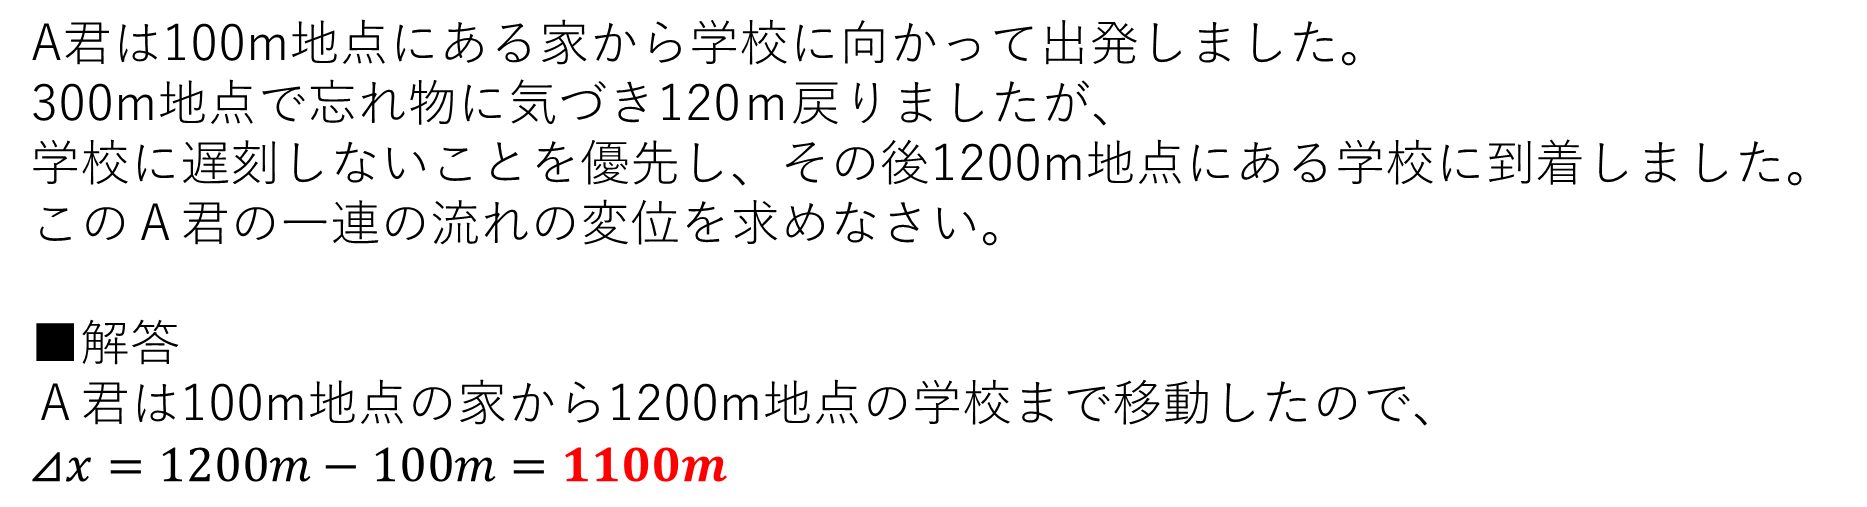 A君は100m地点にある家から学校に向かって出発しました。
300m地点で忘れ物に気づき120ｍ戻りましたが、
学校に遅刻しないことを優先し、その後1200m地点にある学校に到着しました。
このＡ君の一連の流れの変位を求めなさい。
■解答
Ａ君は100m地点の家から1200m地点の学校まで移動したので、
⊿x = 1200m − 100m = 1100m